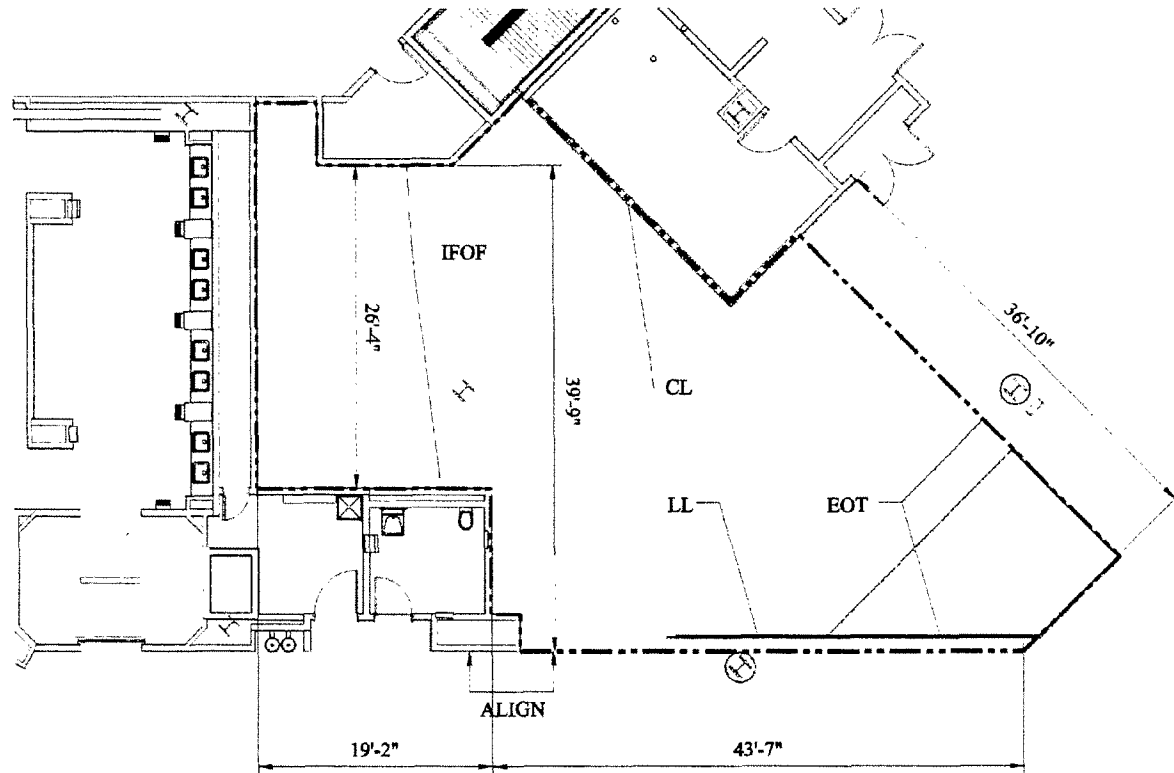 H
H
IFOF
26'-4"
39'-9"
H
CL
36'-10"
LL
EOT
H
H
ALIGN
19'-2"
43'-7"